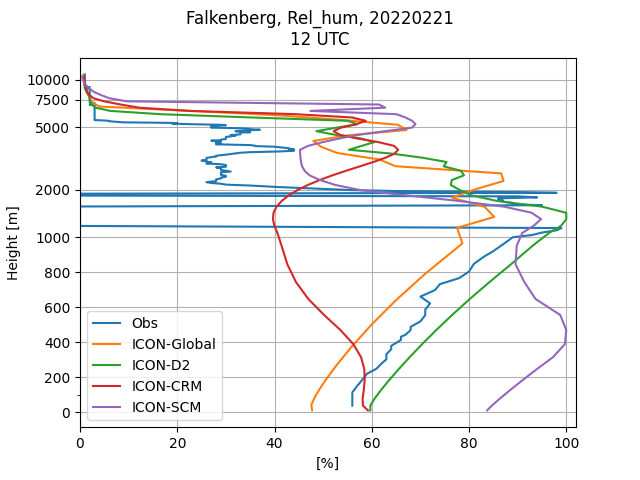 Falkenberg, Rel_hum, 20220221
12 UTC
Height [m]
10000
7500
5000
2000
1000
800
600
400
200
0
Obs
ICON-Global
ICON-D2
ICON-CRM
ICON-SCM
0 20 40 60 80 100
[%]